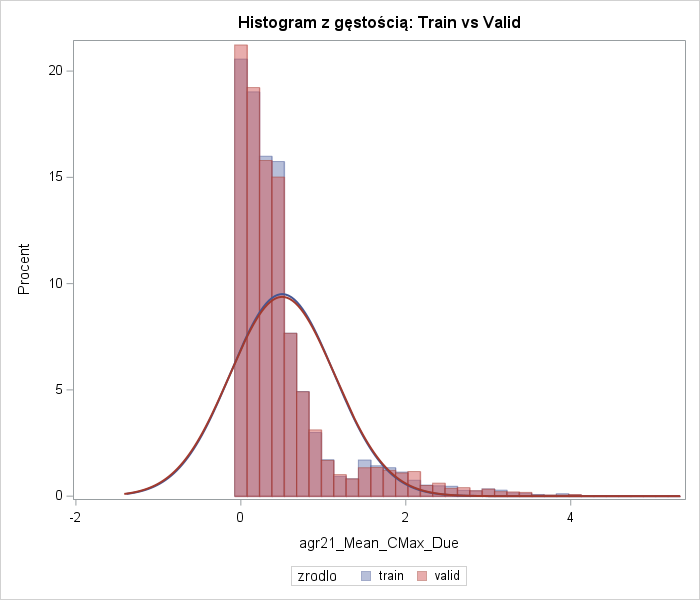 Histogram z gęstością: Train vs Valid
20
15
10
5
0
Procent
-2
0
2
4
agr21_Mean_CMax_Due
zrodlo train valid